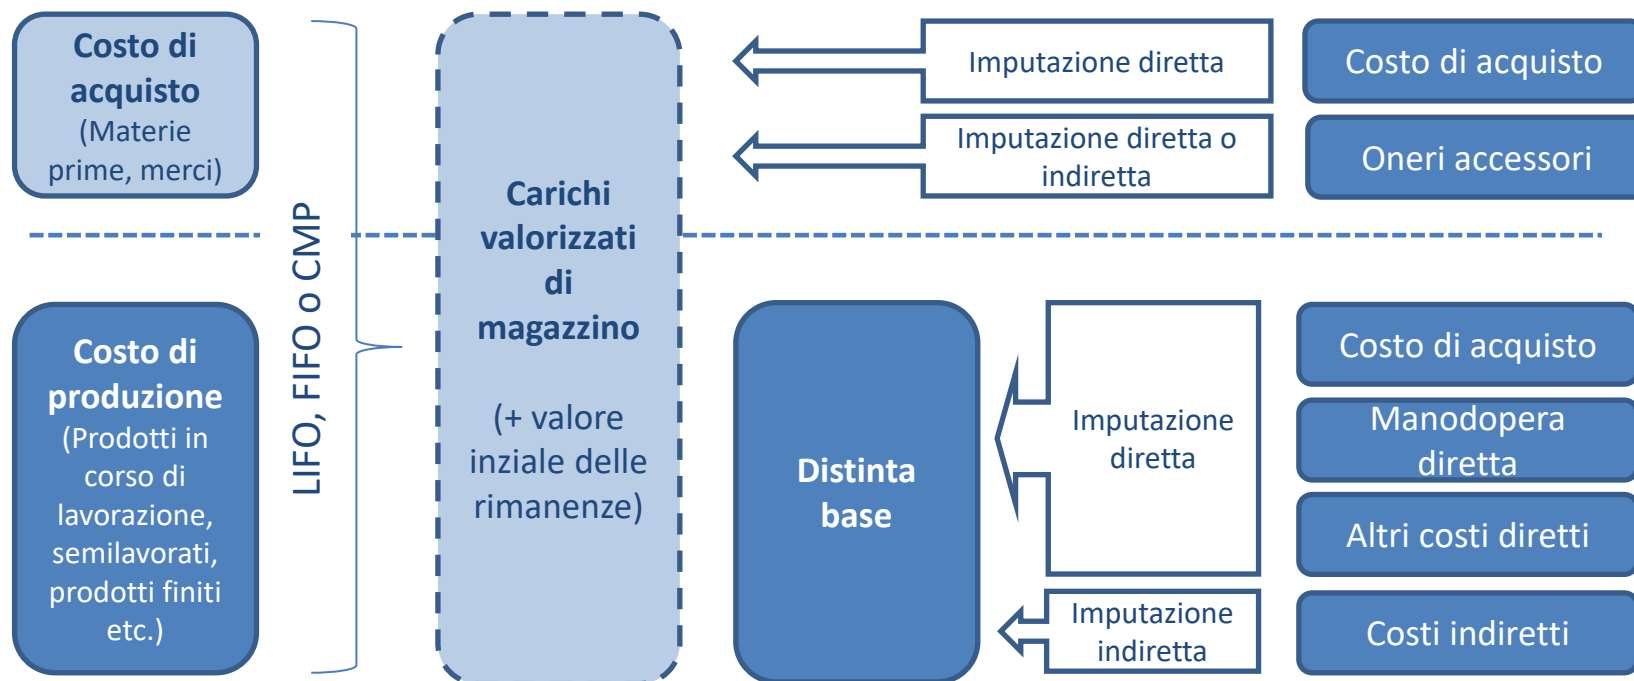 Costo di
acquisto
(Materie
prime, merci)
Costo di
produzione
(Prodotti in
corso di
lavorazione,
semilavorati,
prodotti finiti
etc.)
LIFO, FIFO o CMP
Carichi
valorizzati
di
magazzino
(+ valore
inziale delle
rimanenze)
Imputazione diretta
Costo di acquisto
Imputazione diretta o
indiretta
Oneri accessori
Distinta
base
Imputazione
diretta
Costo di acquisto
Manodopera
diretta
Altri costi diretti
Imputazione
indiretta
Costi indiretti